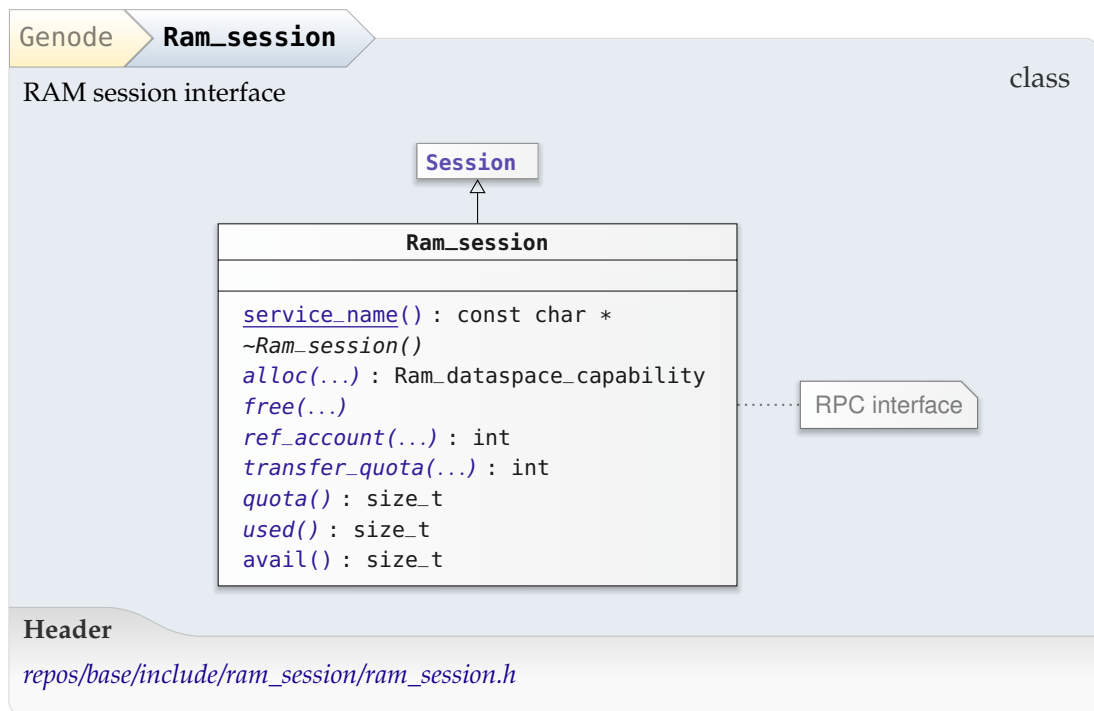 Genode Ram_session
class
RAM session interface
Session
Ram_session
service_name() : const char *
~Ram_session()
alloc(...) : Ram_dataspace_capability
free(...)
ref_account(...) : int
transfer_quota(...) : int
quota() : size_t
used() : size_t
avail() : size_t
RPC interface
Header
repos/base/include/ram_session/ram_session.h